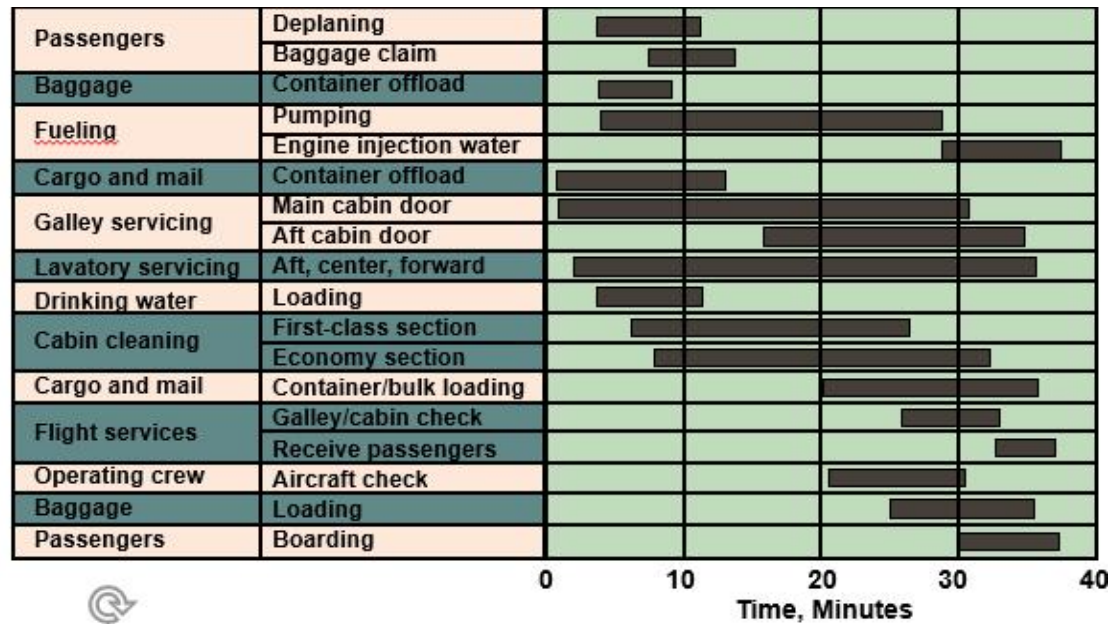 Passengers
Deplaning
Baggage claim
Baggage
Container offload
Fueling
Pumping
Engine injection water
Cargo and mail
Container offload
Galley servicing
Main cabin door
Aft cabin door
Lavatory servicing
Aft, center, forward
Drinking water
Loading
Cabin cleaning
First-class section
Economy section
Cargo and mail
Container/bulk loading
Flight services
Galley/cabin check
Receive passengers
Operating crew
Aircraft check
Baggage
Loading
Passengers
Boarding
0 10 20 30 40
Time, Minutes